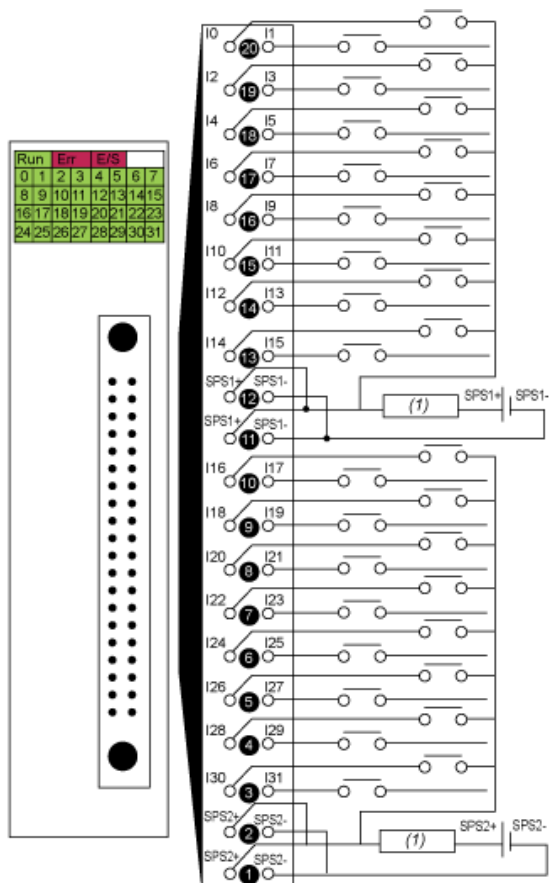 Run Err E/S
0 1 2 3 4 5 6 7
8 9 10 11 12 13 14 15
16 17 18 19 20 21 22 23
24 25 26 27 28 29 30 31
I0 20 I1
I2 19 I3
I4 18 I5
I6 17 I7
I8 16 I9
I10 15 I11
I12 14 I13
I14 13 I15
SPS1+ 12 SPS1-
(1) SPS1+ SPS1-
SPS1+ 11 SPS1-
I16 10 I17
I18 9 I19
I20 8 I21
I22 7 I23
I24 6 I25
I26 5 I27
I28 4 I29
I30 3 I31
SPS2+ 2 SPS2-
(1) SPS2+ SPS2-
SPS2+ 1 SPS2-